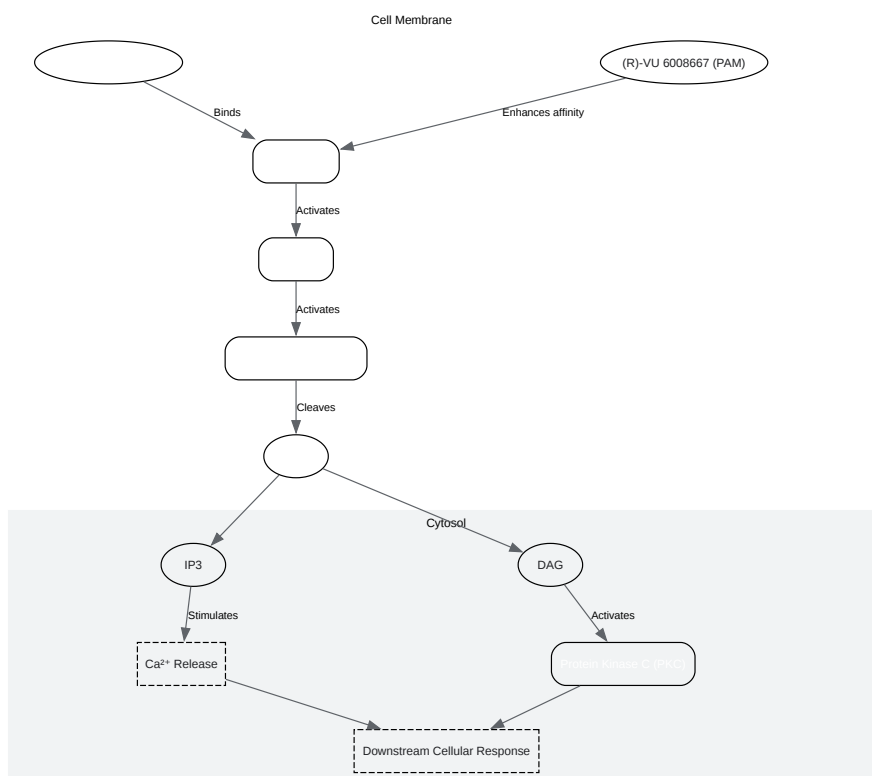 Cell Membrane
(R)-VU 6008667 (PAM)
Binds
Enhances affinity
Activates
Activates
Cleaves
Cytosol
IP3
DAG
Stimulates
Activates
Ca²⁺ Release
Protein Kinase C (PKC)
Downstream Cellular Response